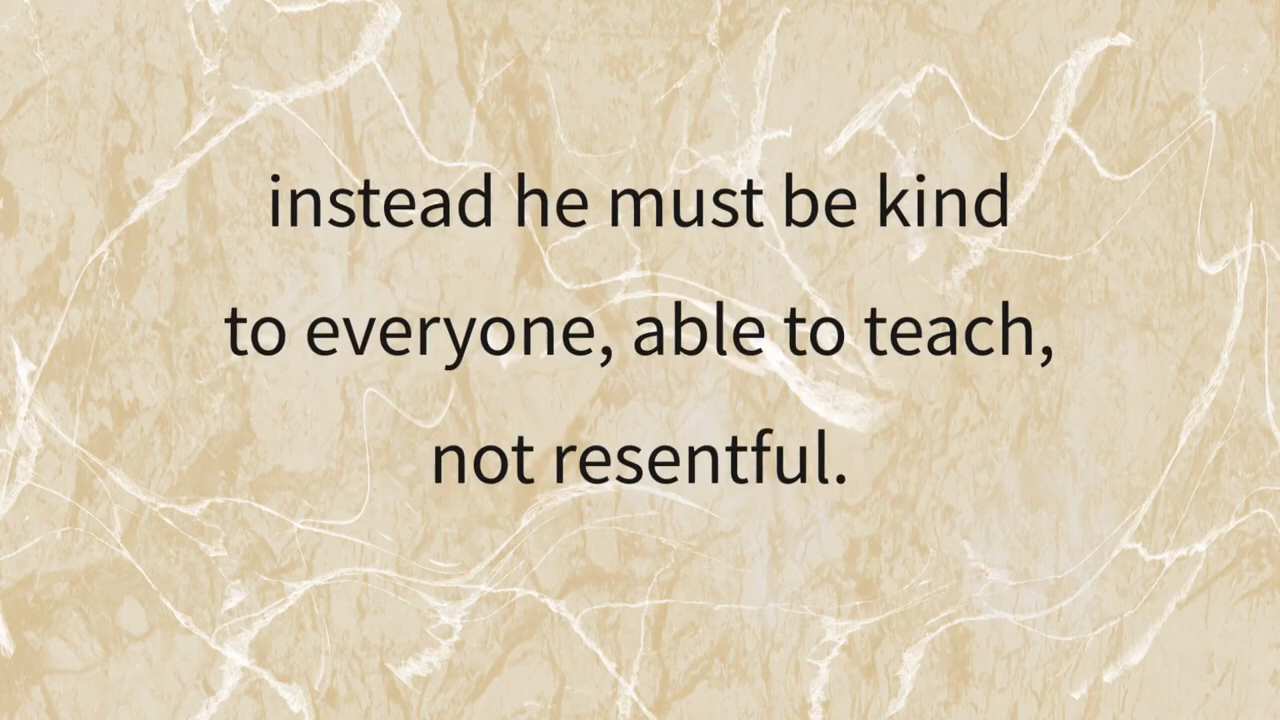 instead he must be kind
to everyone, able to teach,
not resentful.